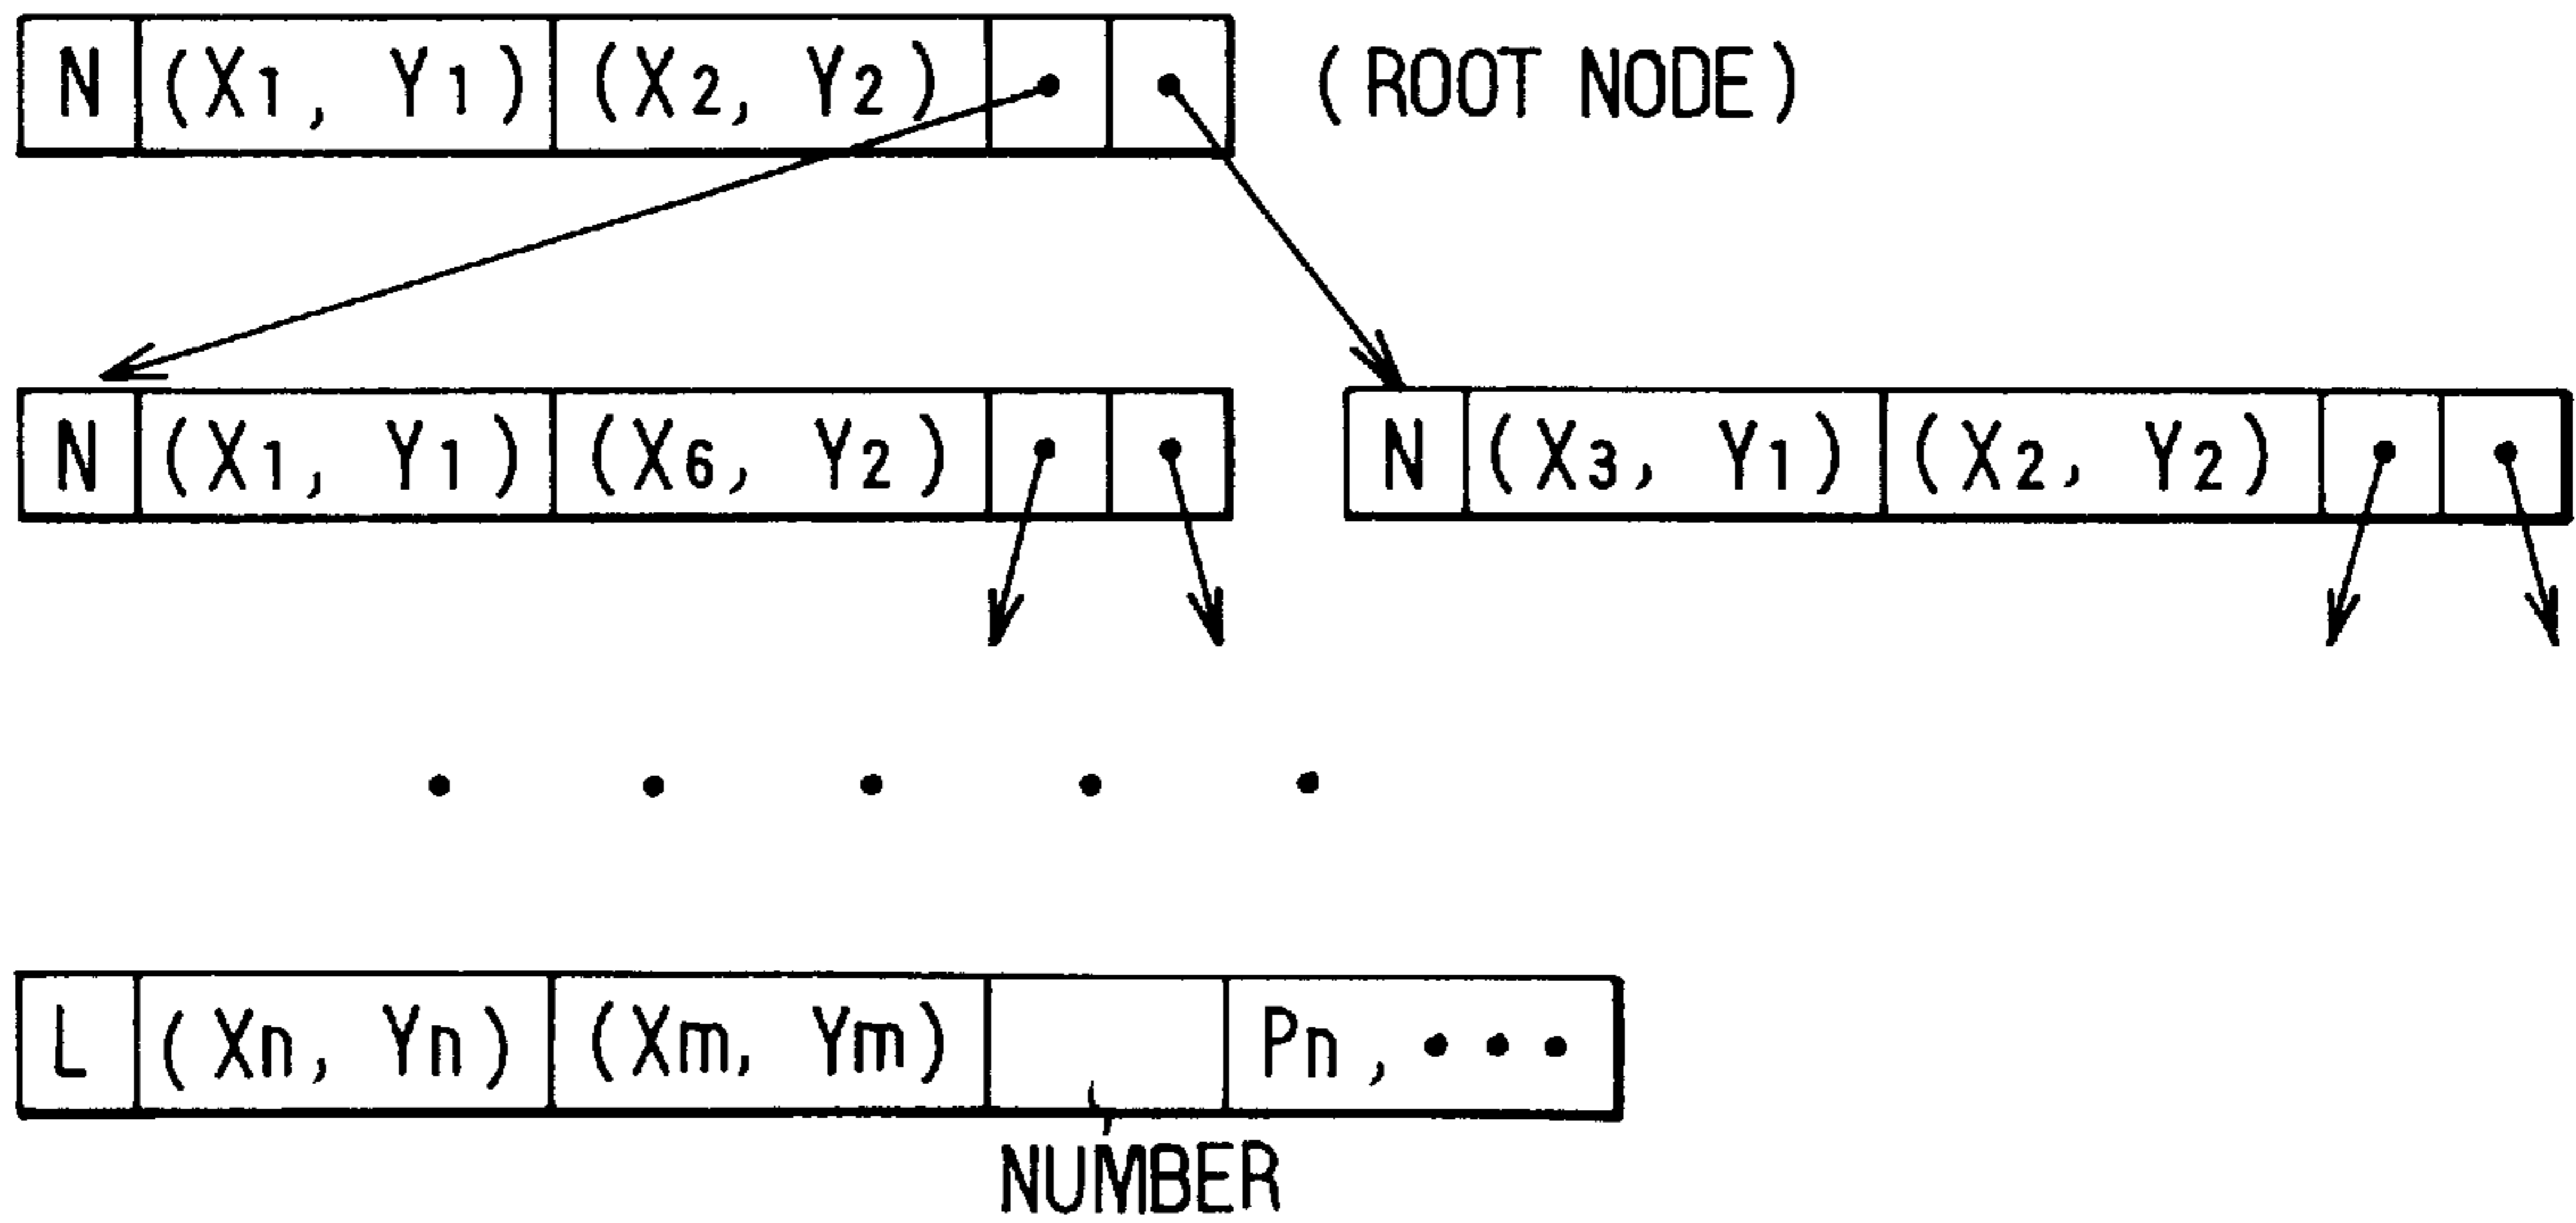 N (X1, Y1) (X2, Y2) (ROOT NODE)
N (X1, Y1) (X6, Y2) N (X3, Y1) (X2, Y2)
L (Xn, Yn) (Xm, Ym) Pn, •••
NUMBER